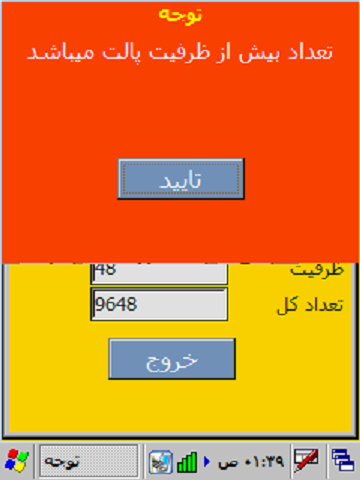 توجه
تعداد بیش از ظرفیت پالت میباشد
تایید
ظرفیت 48
تعداد کل 9648
خروج
توجه ۰۱:۳۹ ص